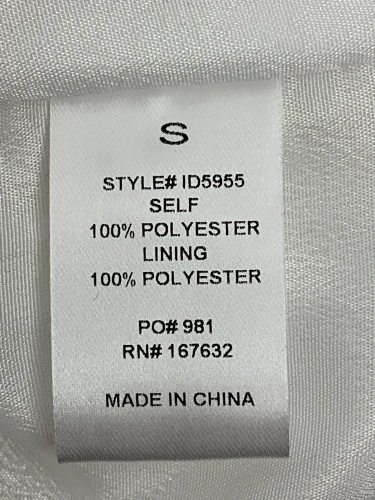 S
STYLE# ID5955
SELF
100% POLYESTER
LINING
100% POLYESTER
PO# 981
RN# 167632
MADE IN CHINA